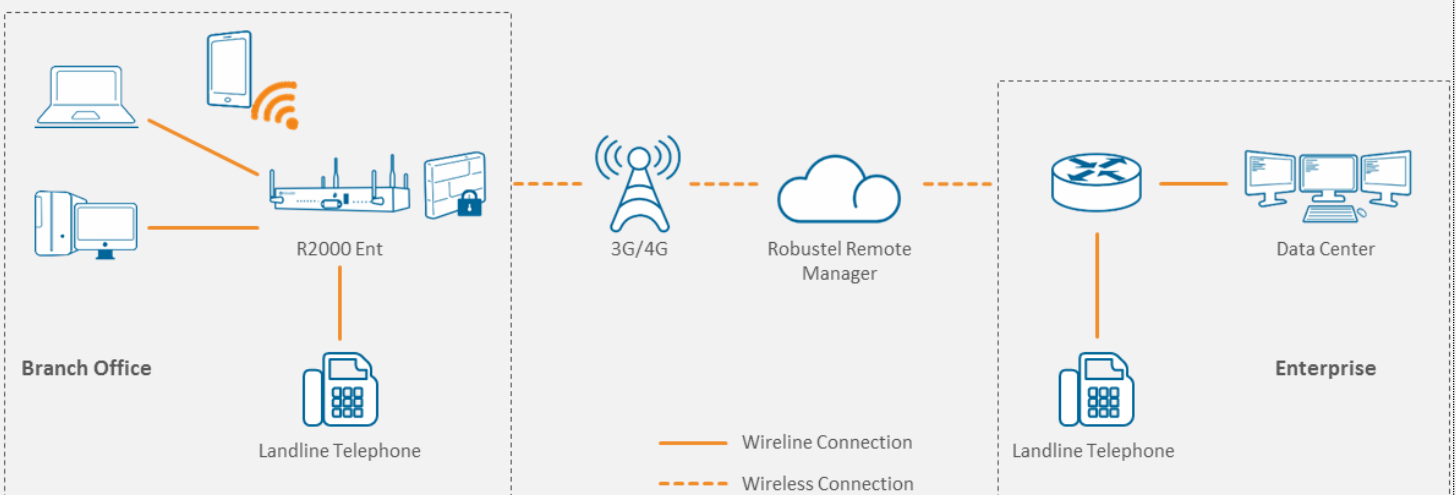 R2000 Ent
3G/4G
Robustel Remote
Manager
Data Center
Branch Office
Enterprise
Landline Telephone
Landline Telephone
Wireline Connection
Wireless Connection